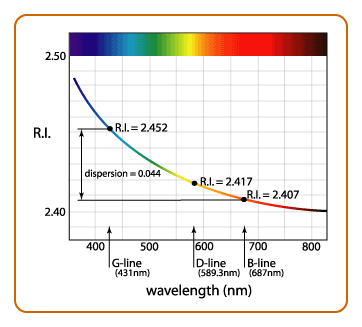 2.50
R.I.
R.I. = 2.452
dispersion = 0.044
R.I. = 2.417
R.I. = 2.407
2.40
400 500 600 700 800
G-line
(431nm)
D-line
(589.3nm)
B-line
(687nm)
wavelength (nm)